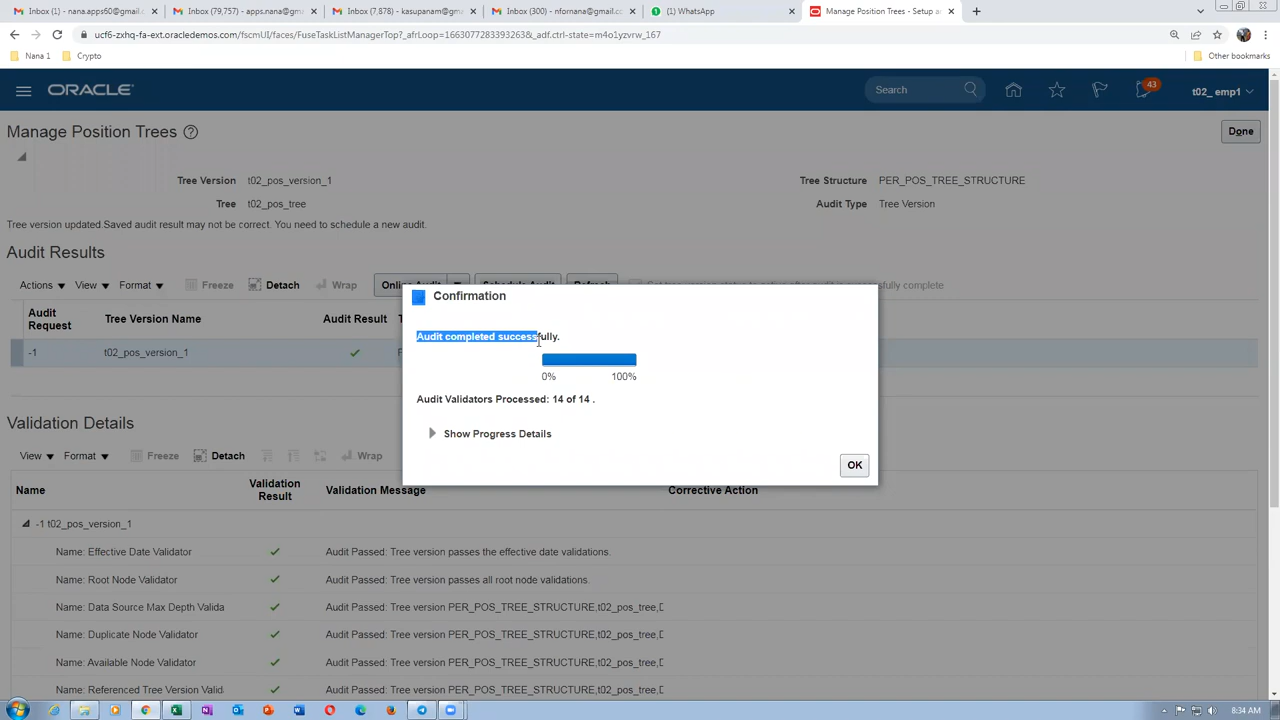 Inbox (1) - nana.apps60@gmail.c
Inbox (79,757) - apps.nana@gma
Inbox (7,878) - kasupanam@gma
Inbox (300) - nfornana@gmail.c
(1) WhatsApp
Manage Position Trees - Setup a
ucf6-zxhq-fa-ext.oracledemos.com/fscmUI/faces/FuseTaskListManagerTop?_afrLoop=16630772833932638&_adf.ctrl-state=m4o1yzvrw_167
Nana 1
Crypto
Other bookmarks
ORACLE
Search
43
t02_ emp1
Manage Position Trees
Done
Tree Version t02_pos_version_1
Tree Structure PER_POS_TREE_STRUCTURE
Tree t02_pos_tree
Audit Type Tree Version
Tree version updated.Saved audit result may not be correct. You need to schedule a new audit.
Audit Results
Actions View Format Freeze Detach Wrap Online Audit Schedule Audit Refresh
Audit Request
Tree Version Name
Audit Result
-1 t02_pos_version_1
Confirmation
Audit completed successfully.
0% 100%
Audit Validators Processed: 14 of 14 .
Show Progress Details
OK
Validation Details
View Format Freeze Detach Wrap
Name
Validation Result
Validation Message
Corrective Action
-1 t02_pos_version_1
Name: Effective Date Validator Audit Passed: Tree version passes the effective date validations.
Name: Root Node Validator Audit Passed: Tree version passes all root node validations.
Name: Data Source Max Depth Valida Audit Passed: Tree version PER_POS_TREE_STRUCTURE,t02_pos_tree,D
Name: Duplicate Node Validator Audit Passed: Tree version PER_POS_TREE_STRUCTURE,t02_pos_tree,D
Name: Available Node Validator Audit Passed: Tree version PER_POS_TREE_STRUCTURE,t02_pos_tree,D
Name: Referenced Tree Version Valid Audit Passed: Tree version PER_POS_TREE_STRUCTURE,t02_pos_tree,D
8:34 AM